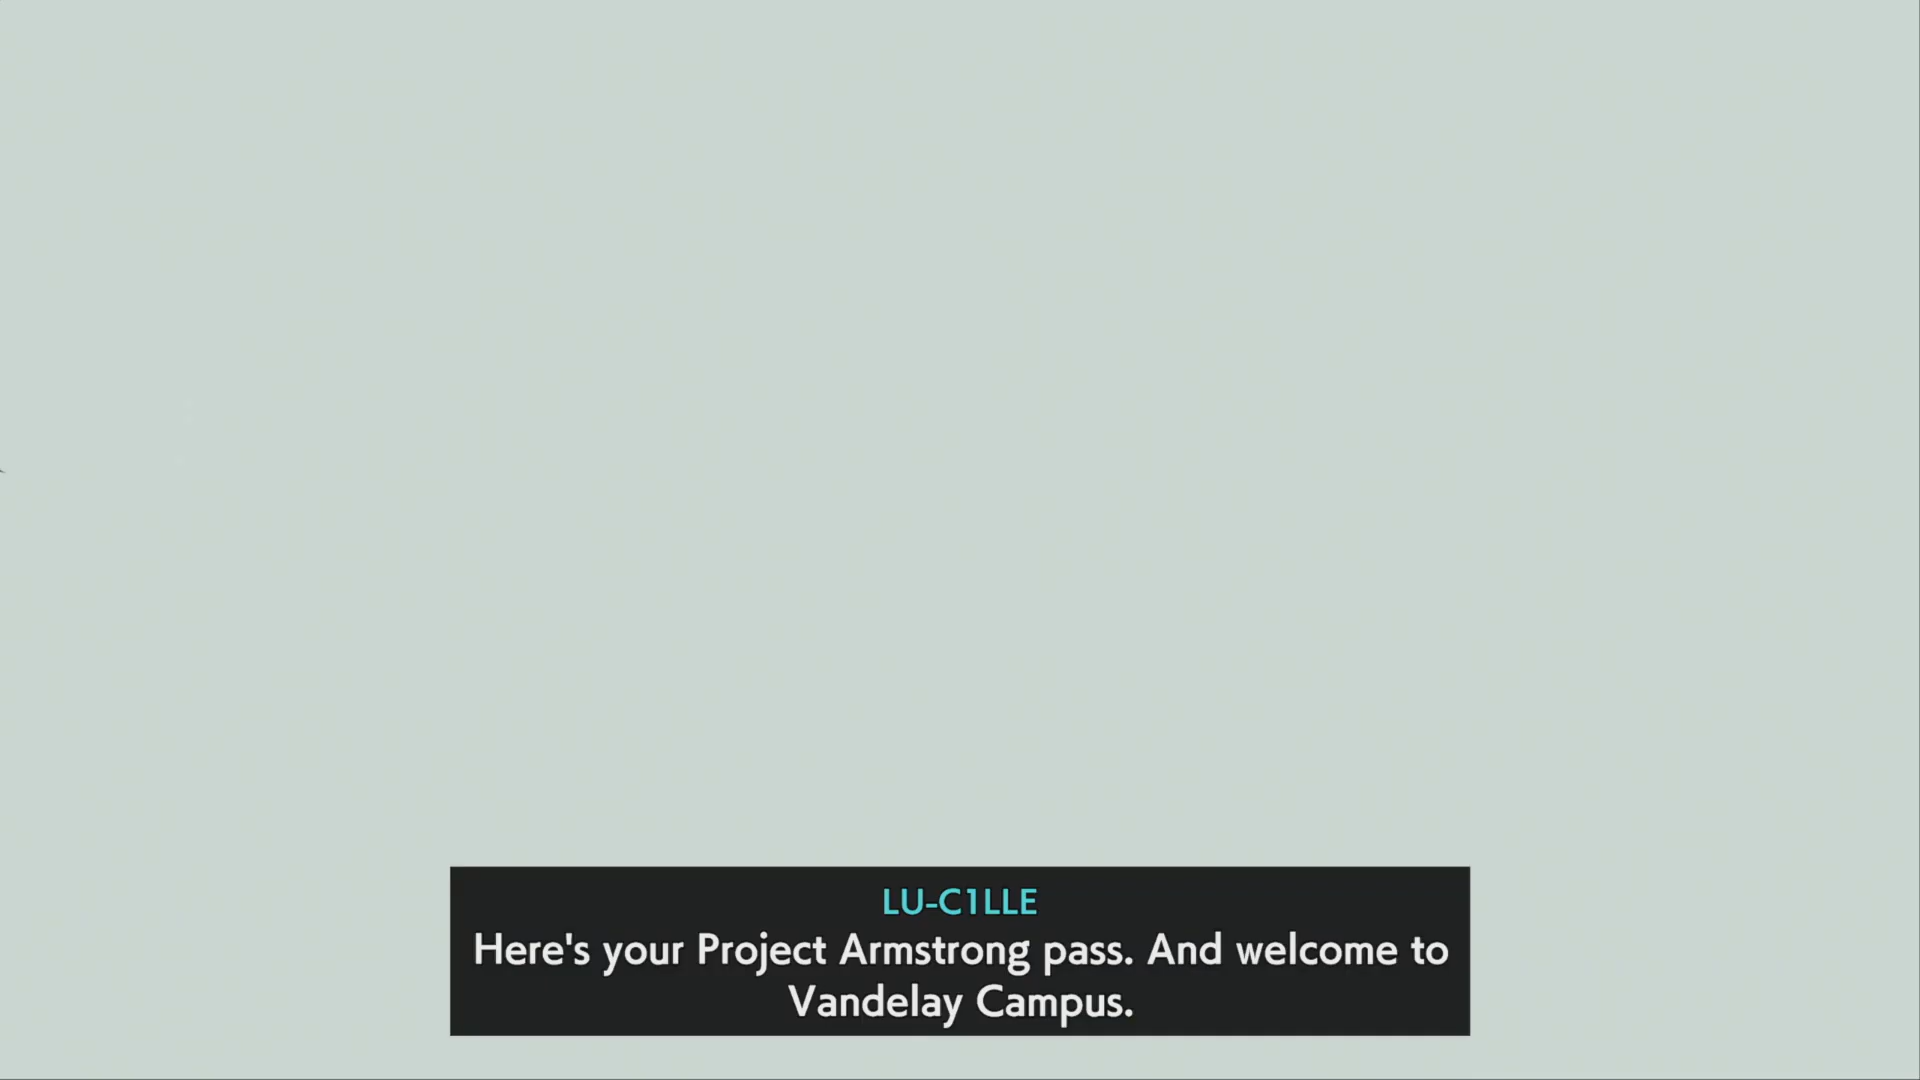 LU-C1LLE
Here's your Project Armstrong pass. And welcome to
Vandelay Campus.